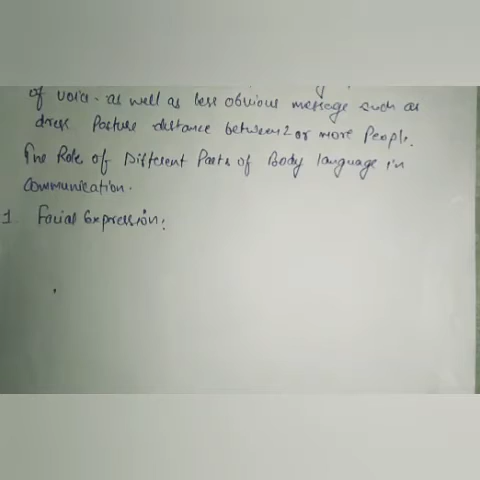 of voice. as well as less obvious message such as
dress Posture distance between 2 or more People.
The Role of Different Parts of Body language in
Communication.
1. Facial Expression: